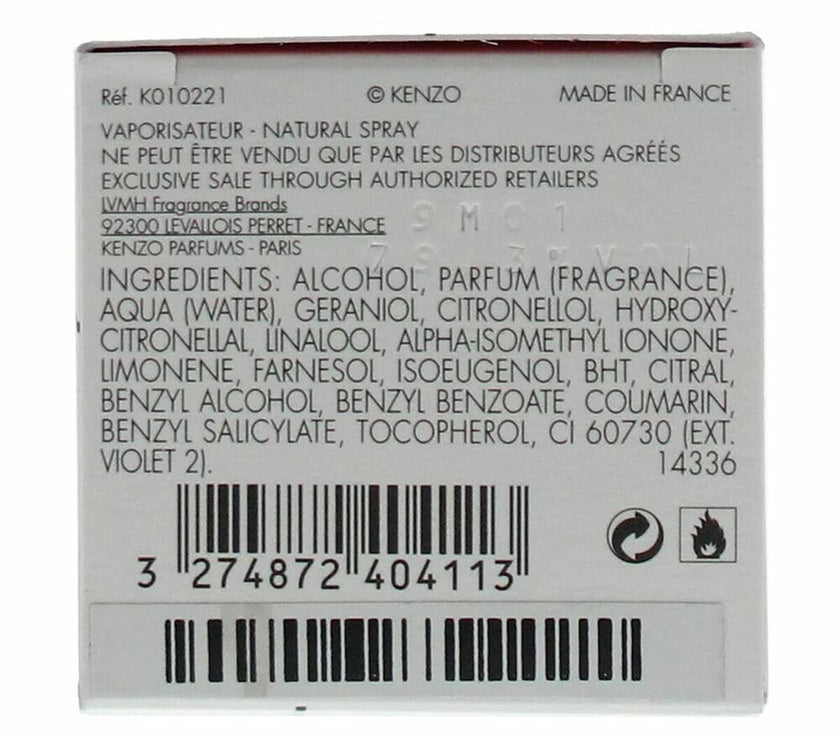 Réf. K010221 © KENZO MADE IN FRANCE
VAPORISATEUR - NATURAL SPRAY
NE PEUT ÊTRE VENDU QUE PAR LES DISTRIBUTEURS AGRÉÉS
EXCLUSIVE SALE THROUGH AUTHORIZED RETAILERS
LVMH Fragrance Brands
92300 LEVALLOIS PERRET - FRANCE
9M01
KENZO PARFUMS - PARIS
INGREDIENTS: ALCOHOL, PARFUM (FRAGRANCE),
AQUA (WATER), GERANIOL, CITRONELLOL, HYDROXY-
CITRONELLAL, LINALOOL, ALPHA-ISOMETHYL IONONE,
LIMONENE, FARNESOL, ISOEUGENOL, BHT, CITRAL,
BENZYL ALCOHOL, BENZYL BENZOATE, COUMARIN,
BENZYL SALICYLATE, TOCOPHEROL, CI 60730 (EXT.
VIOLET 2). 14336
3 274872 404113